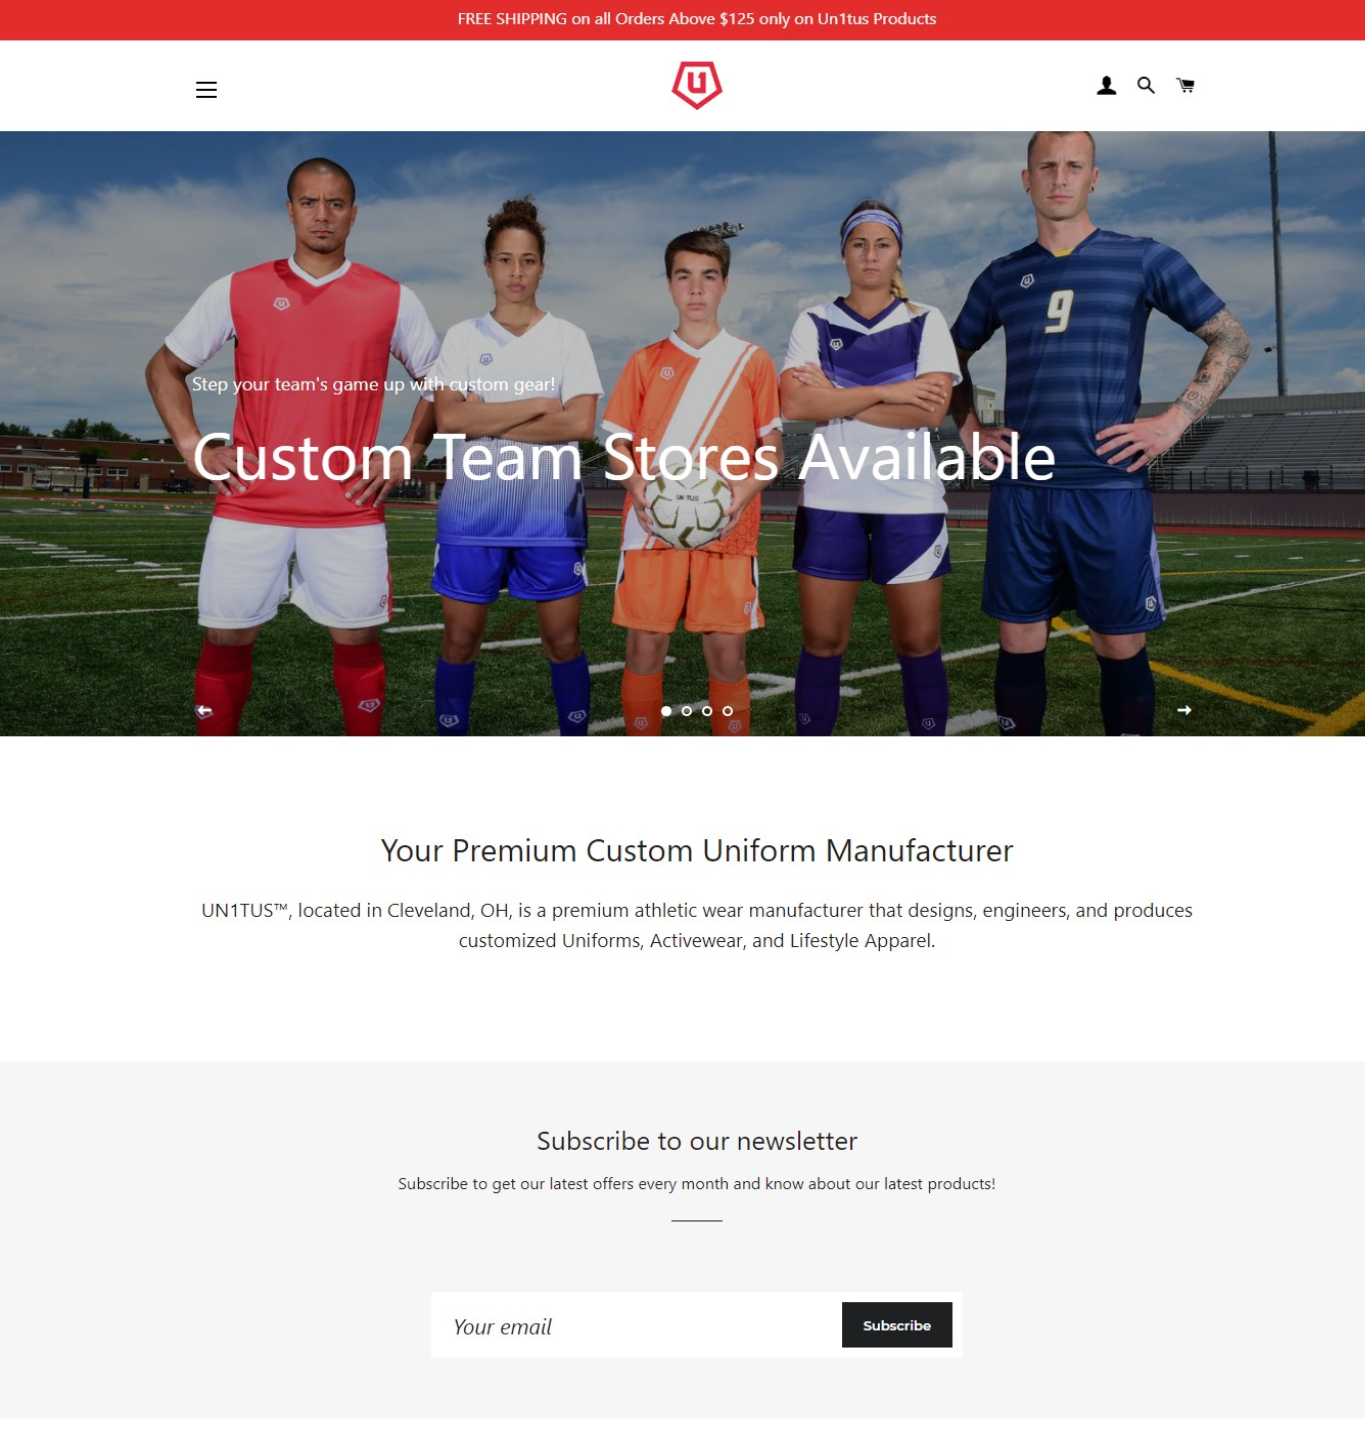 FREE SHIPPING on all Orders Above $125 only on Un1tus Products
9
Step your team's game up with custom gear!
Custom Team Stores Available
UN1TUS
Your Premium Custom Uniform Manufacturer
UN1TUS™, located in Cleveland, OH, is a premium athletic wear manufacturer that designs, engineers, and produces
customized Uniforms, Activewear, and Lifestyle Apparel.
Subscribe to our newsletter
Subscribe to get our latest offers every month and know about our latest products!
Your email
Subscribe